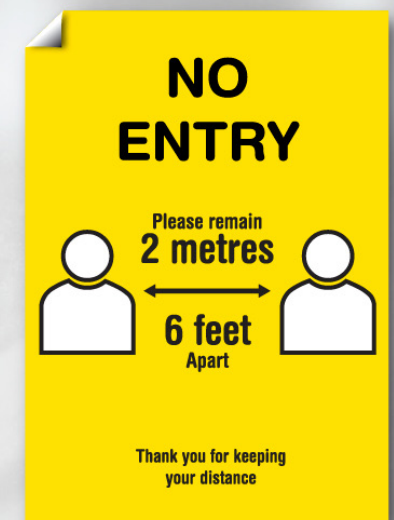 NO
ENTRY
Please remain
2 metres
6 feet
Apart
Thank you for keeping
your distance